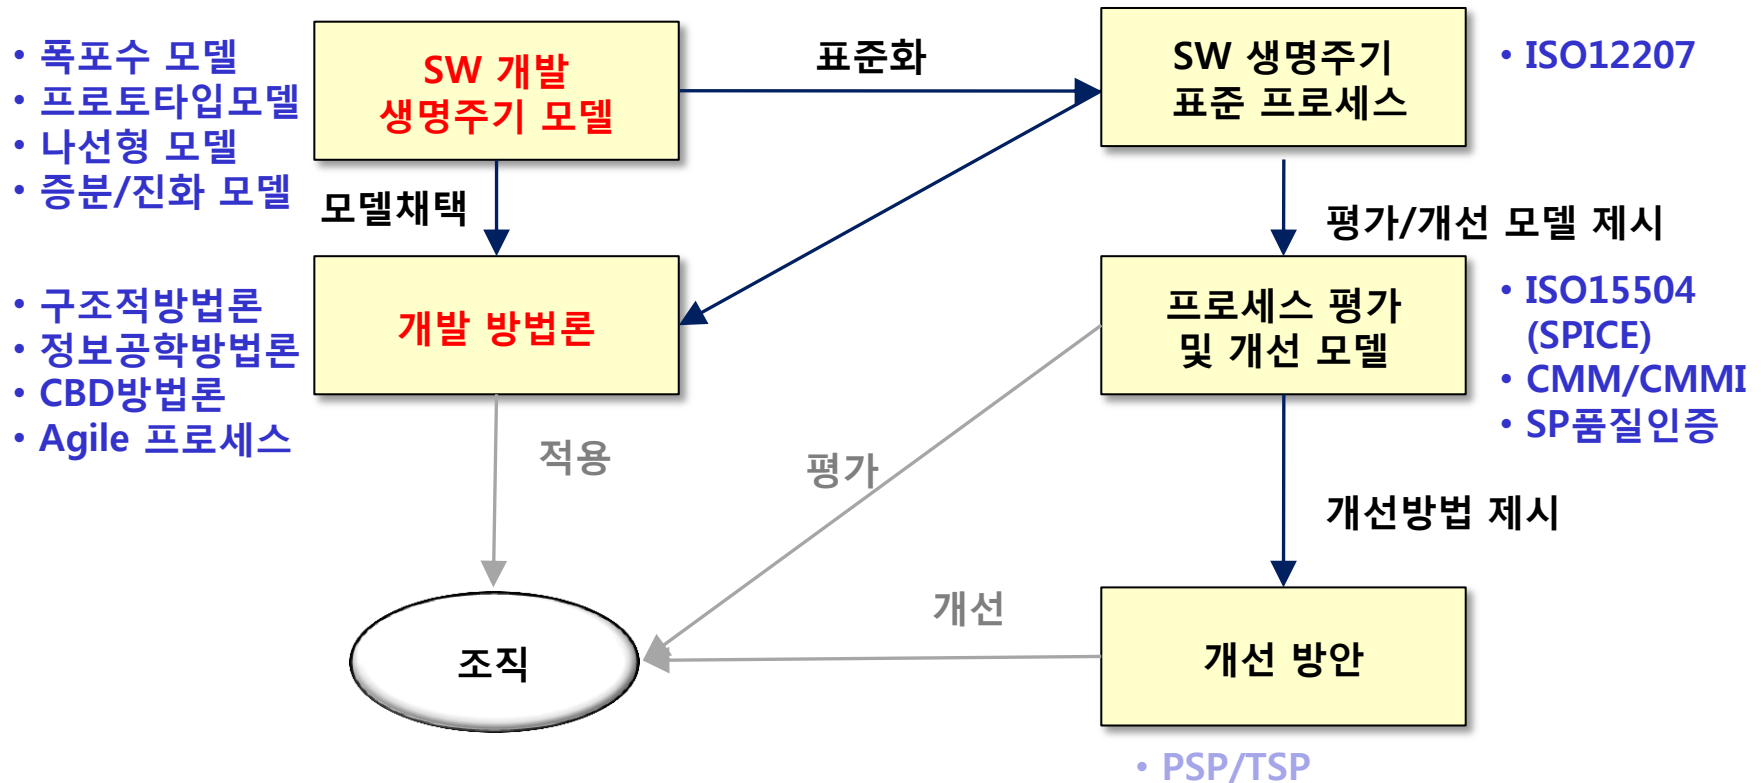 • 폭포수 모델
• 프로토타입모델
• 나선형 모델
• 증분/진화 모델
SW 개발
생명주기 모델
표준화
SW 생명주기
표준 프로세스
• ISO12207
모델채택
평가/개선 모델 제시
• 구조적방법론
• 정보공학방법론
• CBD방법론
• Agile 프로세스
개발 방법론
프로세스 평가
및 개선 모델
• ISO15504
(SPICE)
• CMM/CMMI
• SP품질인증
적용
평가
개선방법 제시
개선
조직
개선 방안
• PSP/TSP